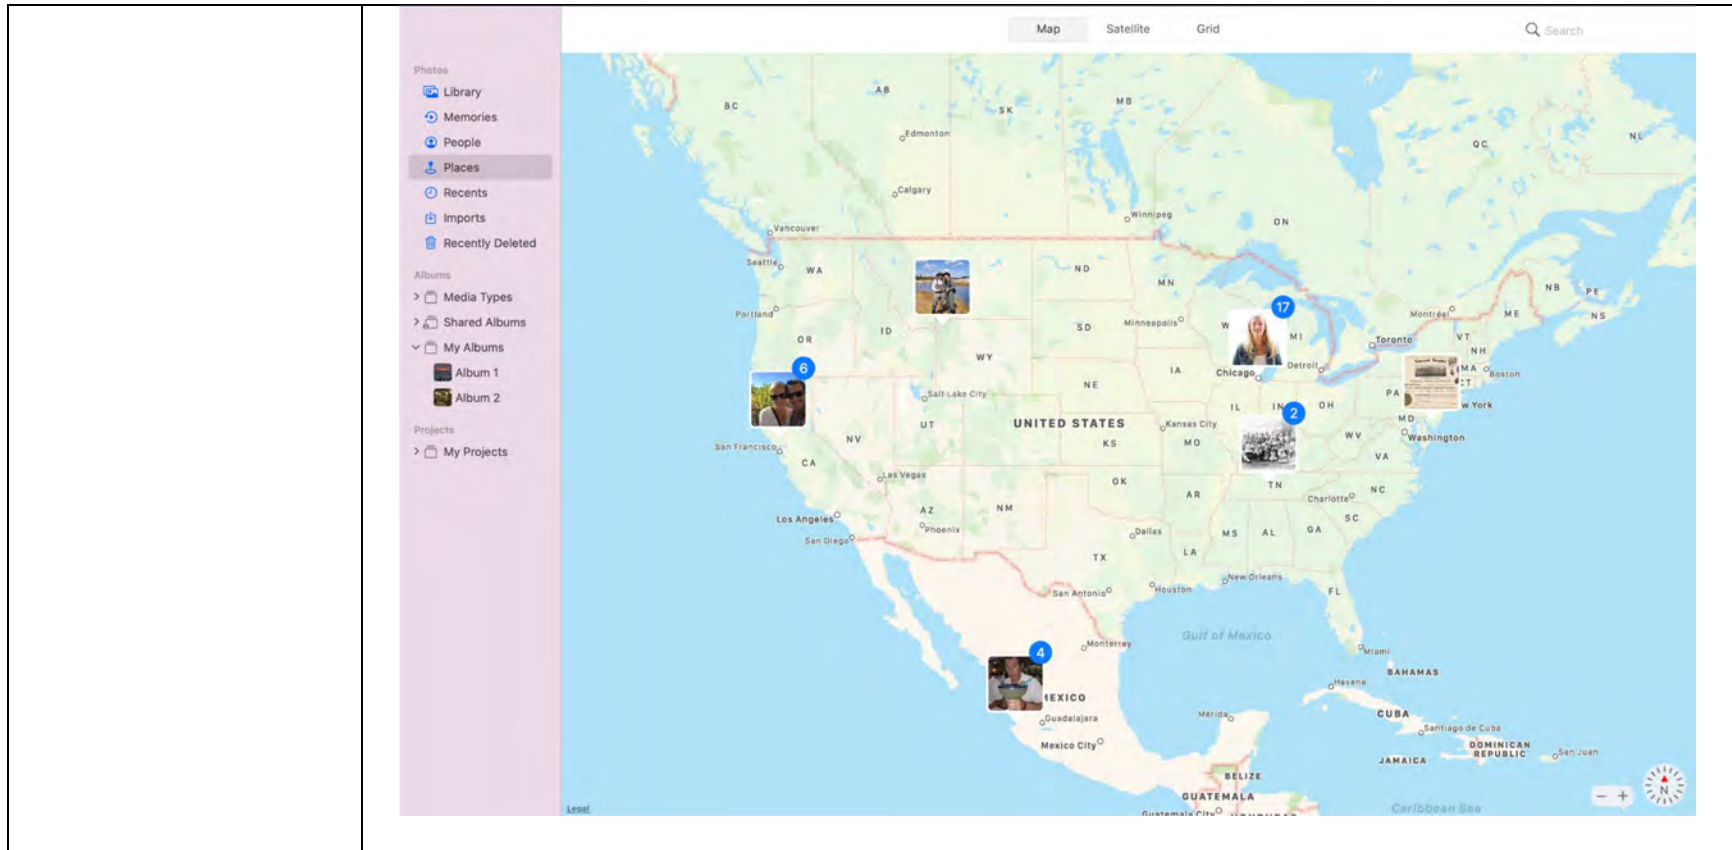 Map Satellite Grid
Search
Photos
Library
Memories
People
Places
Recents
Imports
Recently Deleted
Albums
Media Types
Shared Albums
My Albums
Album 1
Album 2
Projects
My Projects
BC
AB
SK
MB
ON
QC
NL
Edmonton
Calgary
Winnipeg
Vancouver
Seattle
WA
ND
MN
NB
PE
NS
ME
Montréal
Portland
OR
ID
SD
Minneapolis
W
17
MI
Toronto
VT
NH
WY
IA
Chicago
Detroit
MA
Boston
CT
6
Salt Lake City
NE
IL
IN
2
OH
PA
w York
MD
Washington
UNITED STATES
Kansas City
San Francisco
NV
UT
KS
MO
WV
VA
CA
Las Vegas
OK
TN
NC
AZ
NM
AR
Charlotte
SC
Los Angeles
Phoenix
Dallas
MS
AL
GA
San Diego
TX
LA
New Orleans
San Antonio
Houston
FL
Gulf of Mexico
Monterrey
Miami
4
BAHAMAS
Havana
MEXICO
Guadalajara
Mérida
CUBA
Santiago de Cuba
Mexico City
DOMINICAN
REPUBLIC
San Juan
JAMAICA
BELIZE
GUATEMALA
Guatemala City
Caribbean Sea
N
− +
Legal